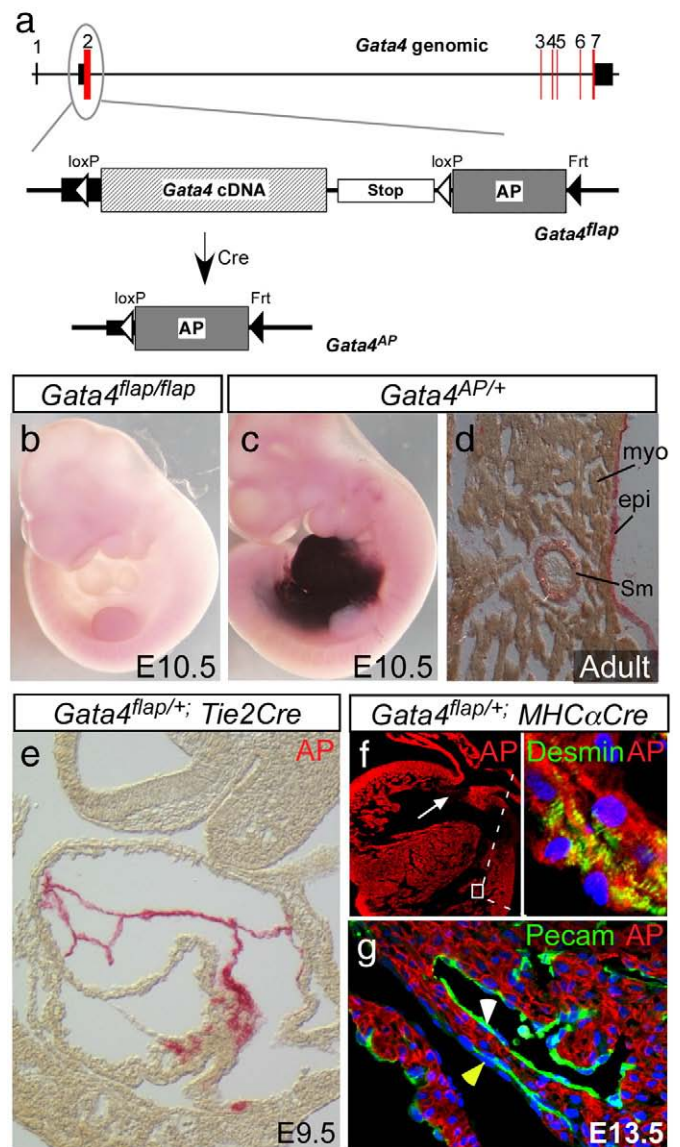 a
Gata4 genomic
1 2 3 4 5 6 7
loxP loxP Frt
Gata4 cDNA Stop AP
Gata4flap
Cre
loxP Frt
AP
Gata4AP
Gata4flap/flap Gata4AP/+
b c d
myo
epi
Sm
E10.5 E10.5 Adult
Gata4flap/+; Tie2Cre Gata4flap/+; MHCαCre
e AP f AP Desmin AP
Pecam AP
g
E9.5 E13.5